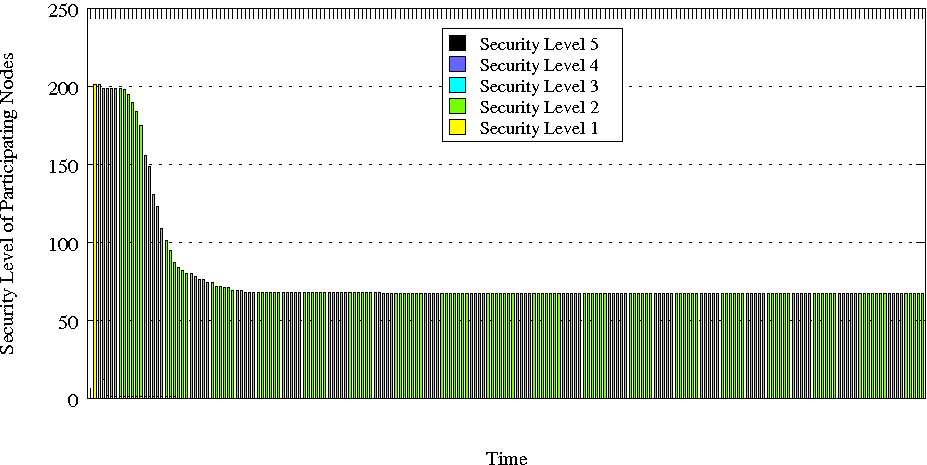 250
200
150
100
50
0
Security Level of Participating Nodes
Security Level 5
Security Level 4
Security Level 3
Security Level 2
Security Level 1
Time